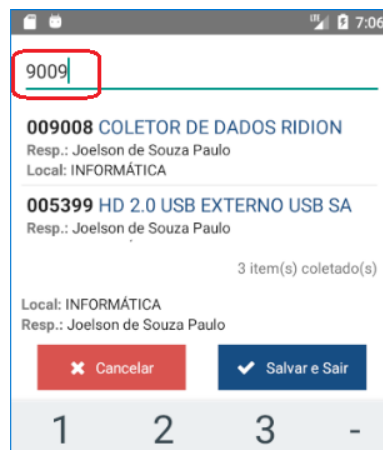 7:06
9009
009008 COLETOR DE DADOS RIDION
Resp.: Joelson de Souza Paulo
Local: INFORMÁTICA
005399 HD 2.0 USB EXTERNO USB SA
Resp.: Joelson de Souza Paulo
3 item(s) coletado(s)
Local: INFORMÁTICA
Resp.: Joelson de Souza Paulo
Cancelar
Salvar e Sair
1 2 3 -